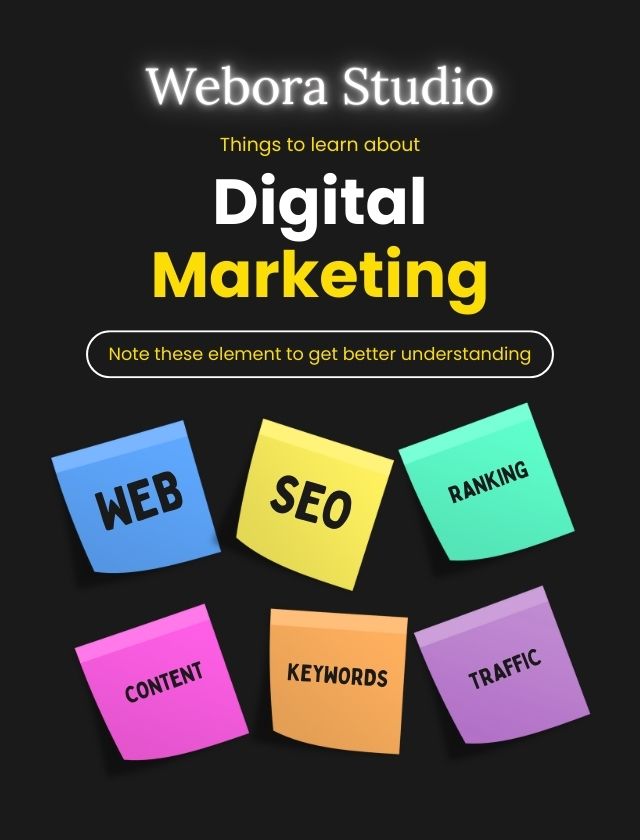 Webora Studio
Things to learn about
Digital
Marketing
Note these element to get better understanding
WEB
SEO
RANKING
CONTENT
KEYWORDS
TRAFFIC